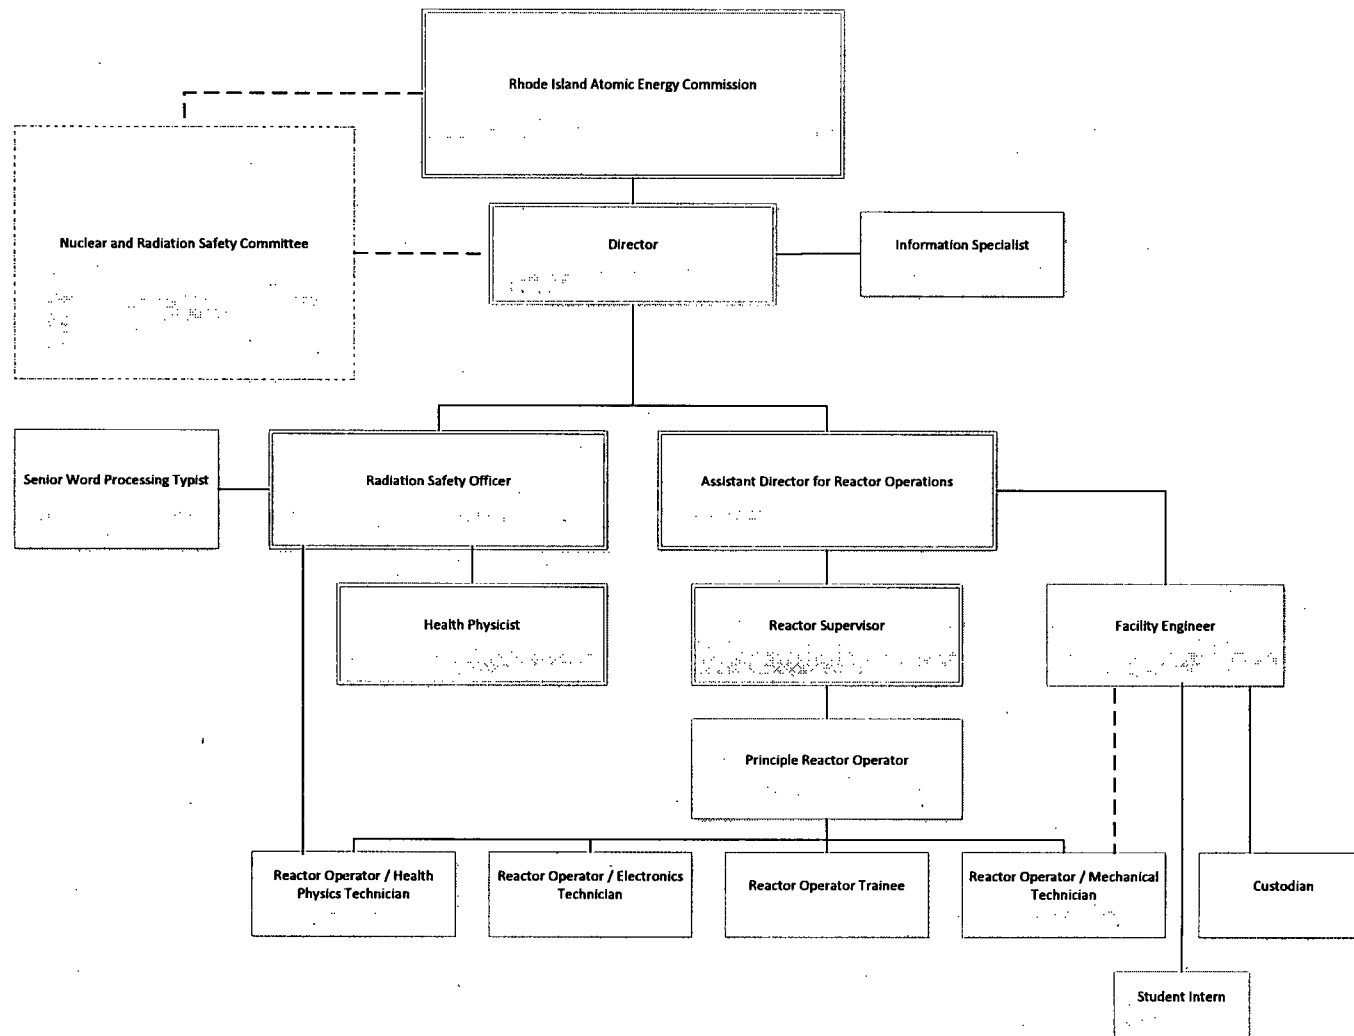 Rhode Island Atomic Energy Commission
Nuclear and Radiation Safety Committee
Director
Information Specialist
Senior Word Processing Typist
Radiation Safety Officer
Assistant Director for Reactor Operations
Health Physicist
Reactor Supervisor
Facility Engineer
Principle Reactor Operator
Reactor Operator / Health
Physics Technician
Reactor Operator / Electronics
Technician
Reactor Operator Trainee
Reactor Operator / Mechanical
Technician
Custodian
Student Intern